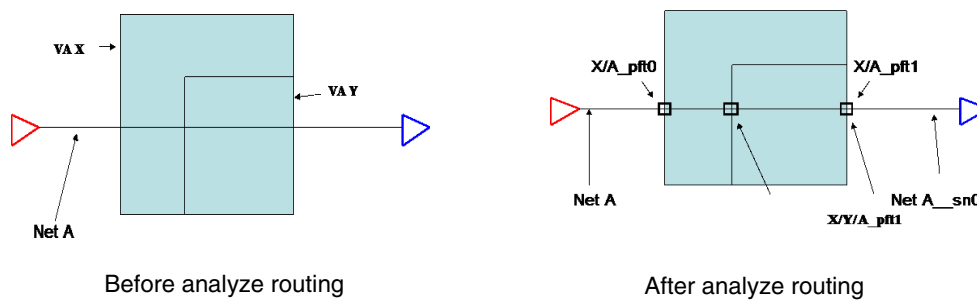 VA X
VA Y
Net A
Before analyze routing
X/A_pft0
X/A_pft1
Net A
Net A__sn0
X/Y/A_pft1
After analyze routing